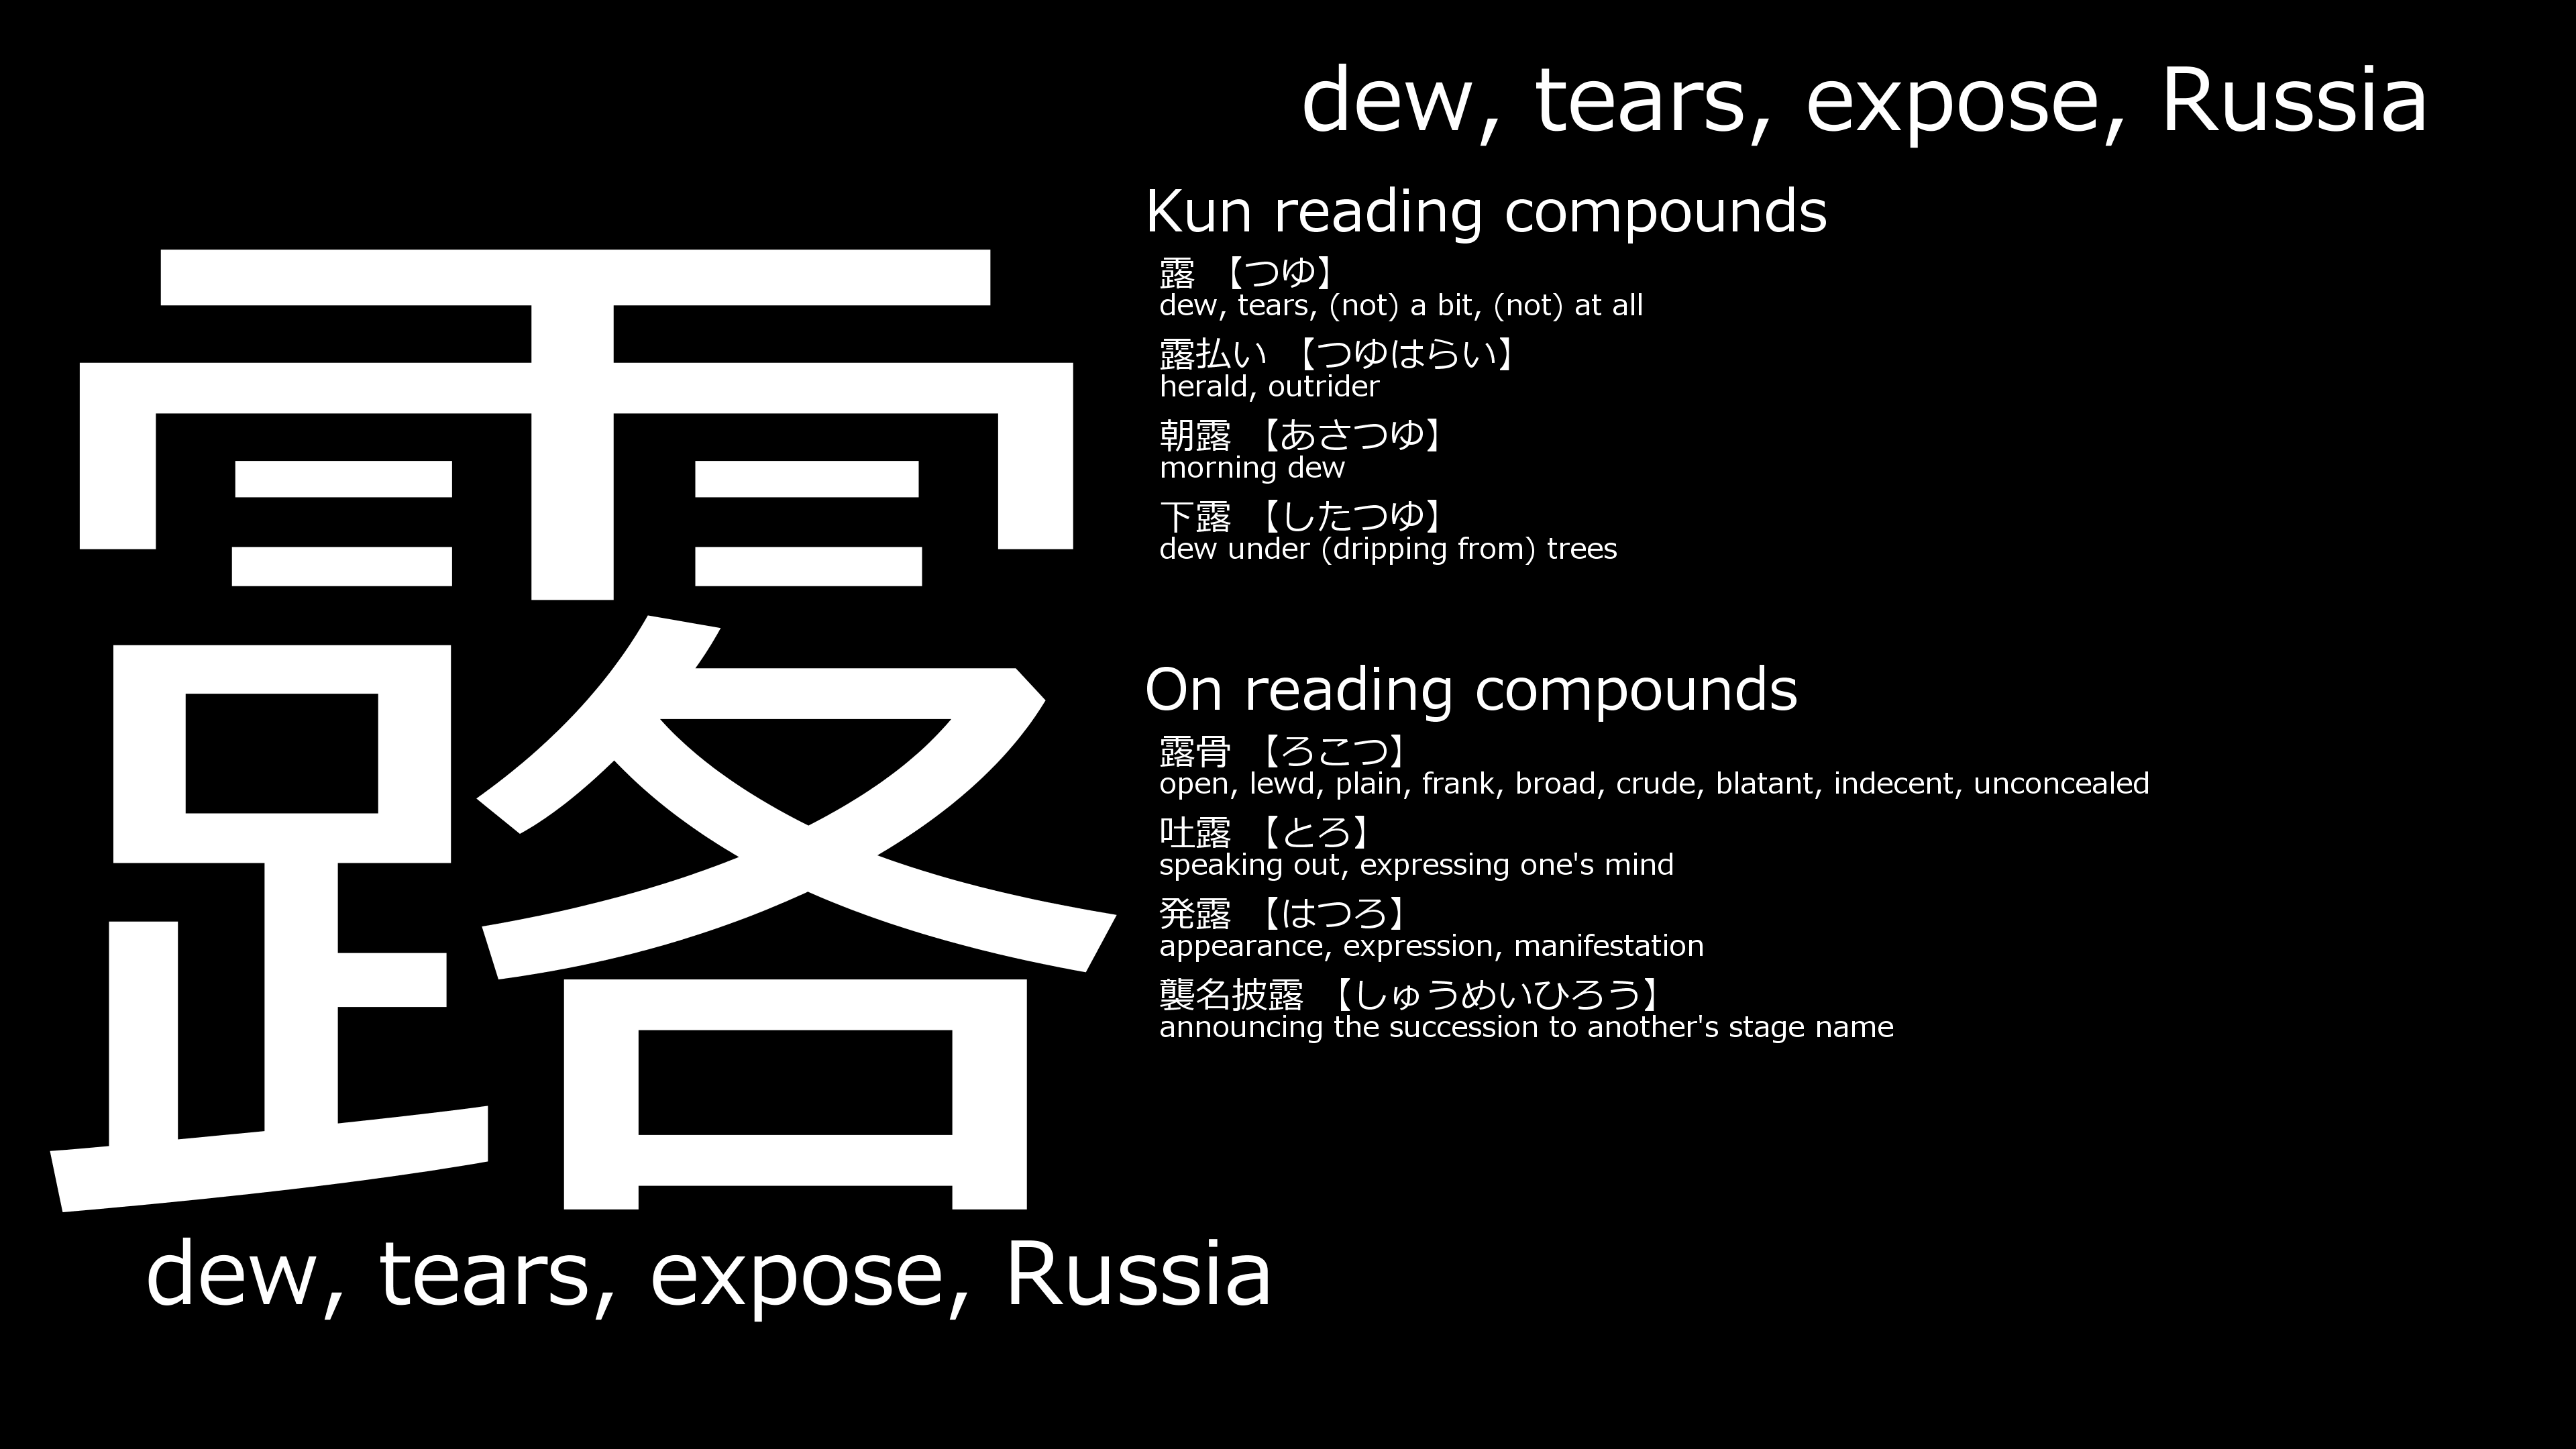 露
dew, tears, expose, Russia
dew, tears, expose, Russia
Kun reading compounds
露 【つゆ】
dew, tears, (not) a bit, (not) at all
露払い 【つゆはらい】
herald, outrider
朝露 【あさつゆ】
morning dew
下露 【したつゆ】
dew under (dripping from) trees
On reading compounds
露骨 【ろこつ】
open, lewd, plain, frank, broad, crude, blatant, indecent, unconcealed
吐露 【とろ】
speaking out, expressing one's mind
発露 【はつろ】
appearance, expression, manifestation
襲名披露 【しゅうめいひろう】
announcing the succession to another's stage name